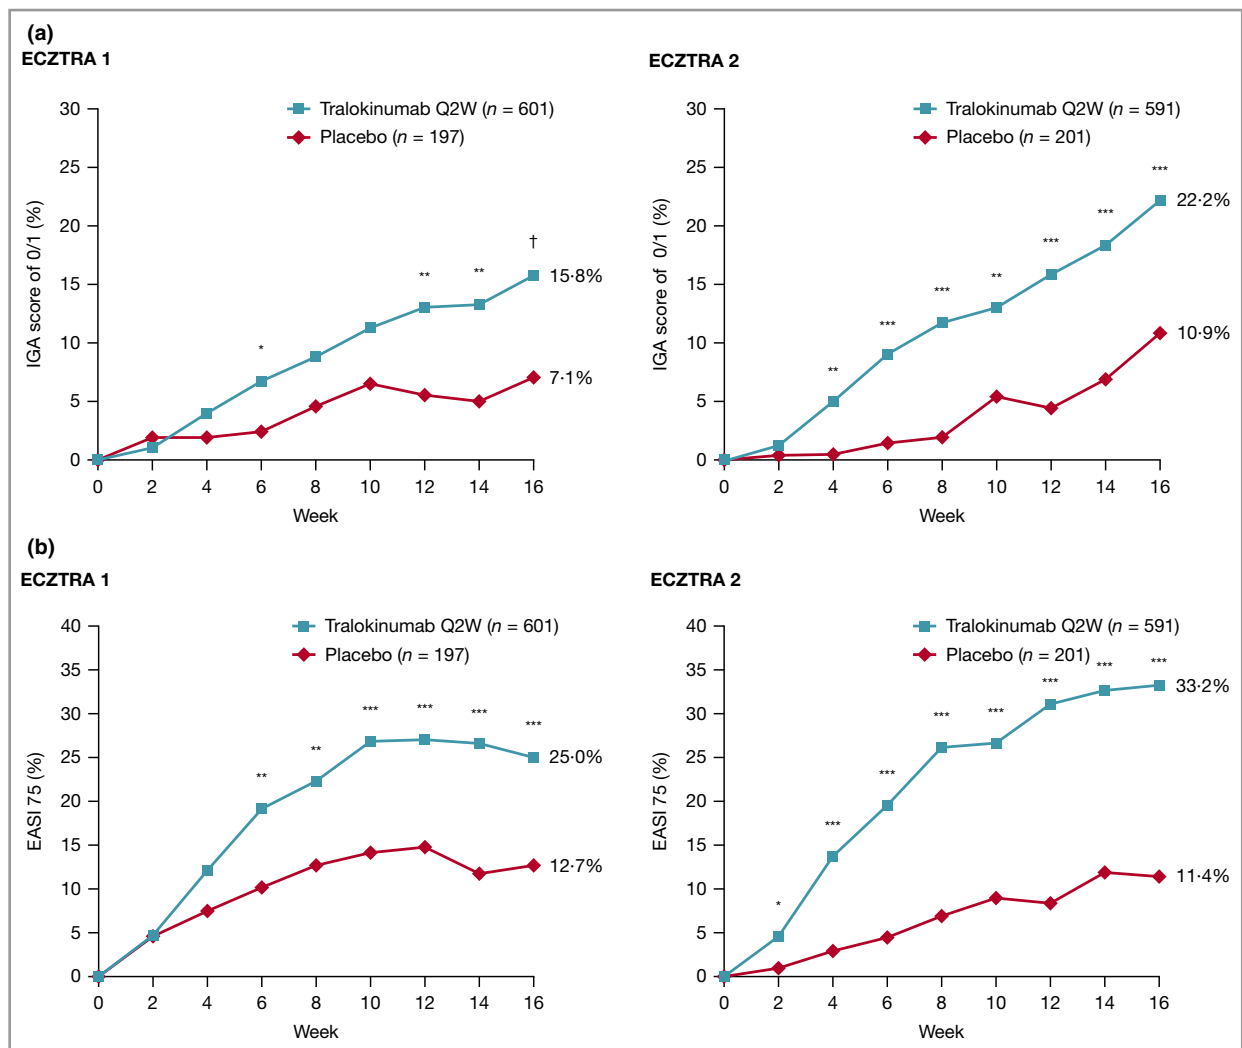 (a)
ECZTRA 1
Tralokinumab Q2W (n = 601)
Placebo (n = 197)
IGA score of 0/1 (%)
30
25
20
15
10
5
0
*
**
**
†
15·8%
7·1%
0 2 4 6 8 10 12 14 16
Week
ECZTRA 2
Tralokinumab Q2W (n = 591)
Placebo (n = 201)
IGA score of 0/1 (%)
30
25
20
15
10
5
0
**
***
***
**
***
***
***
22·2%
10·9%
0 2 4 6 8 10 12 14 16
Week
(b)
ECZTRA 1
Tralokinumab Q2W (n = 601)
Placebo (n = 197)
EASI 75 (%)
40
35
30
25
20
15
10
5
0
**
**
***
***
***
***
25·0%
12·7%
0 2 4 6 8 10 12 14 16
Week
ECZTRA 2
Tralokinumab Q2W (n = 591)
Placebo (n = 201)
EASI 75 (%)
40
35
30
25
20
15
10
5
0
*
***
***
***
***
***
***
***
33·2%
11·4%
0 2 4 6 8 10 12 14 16
Week